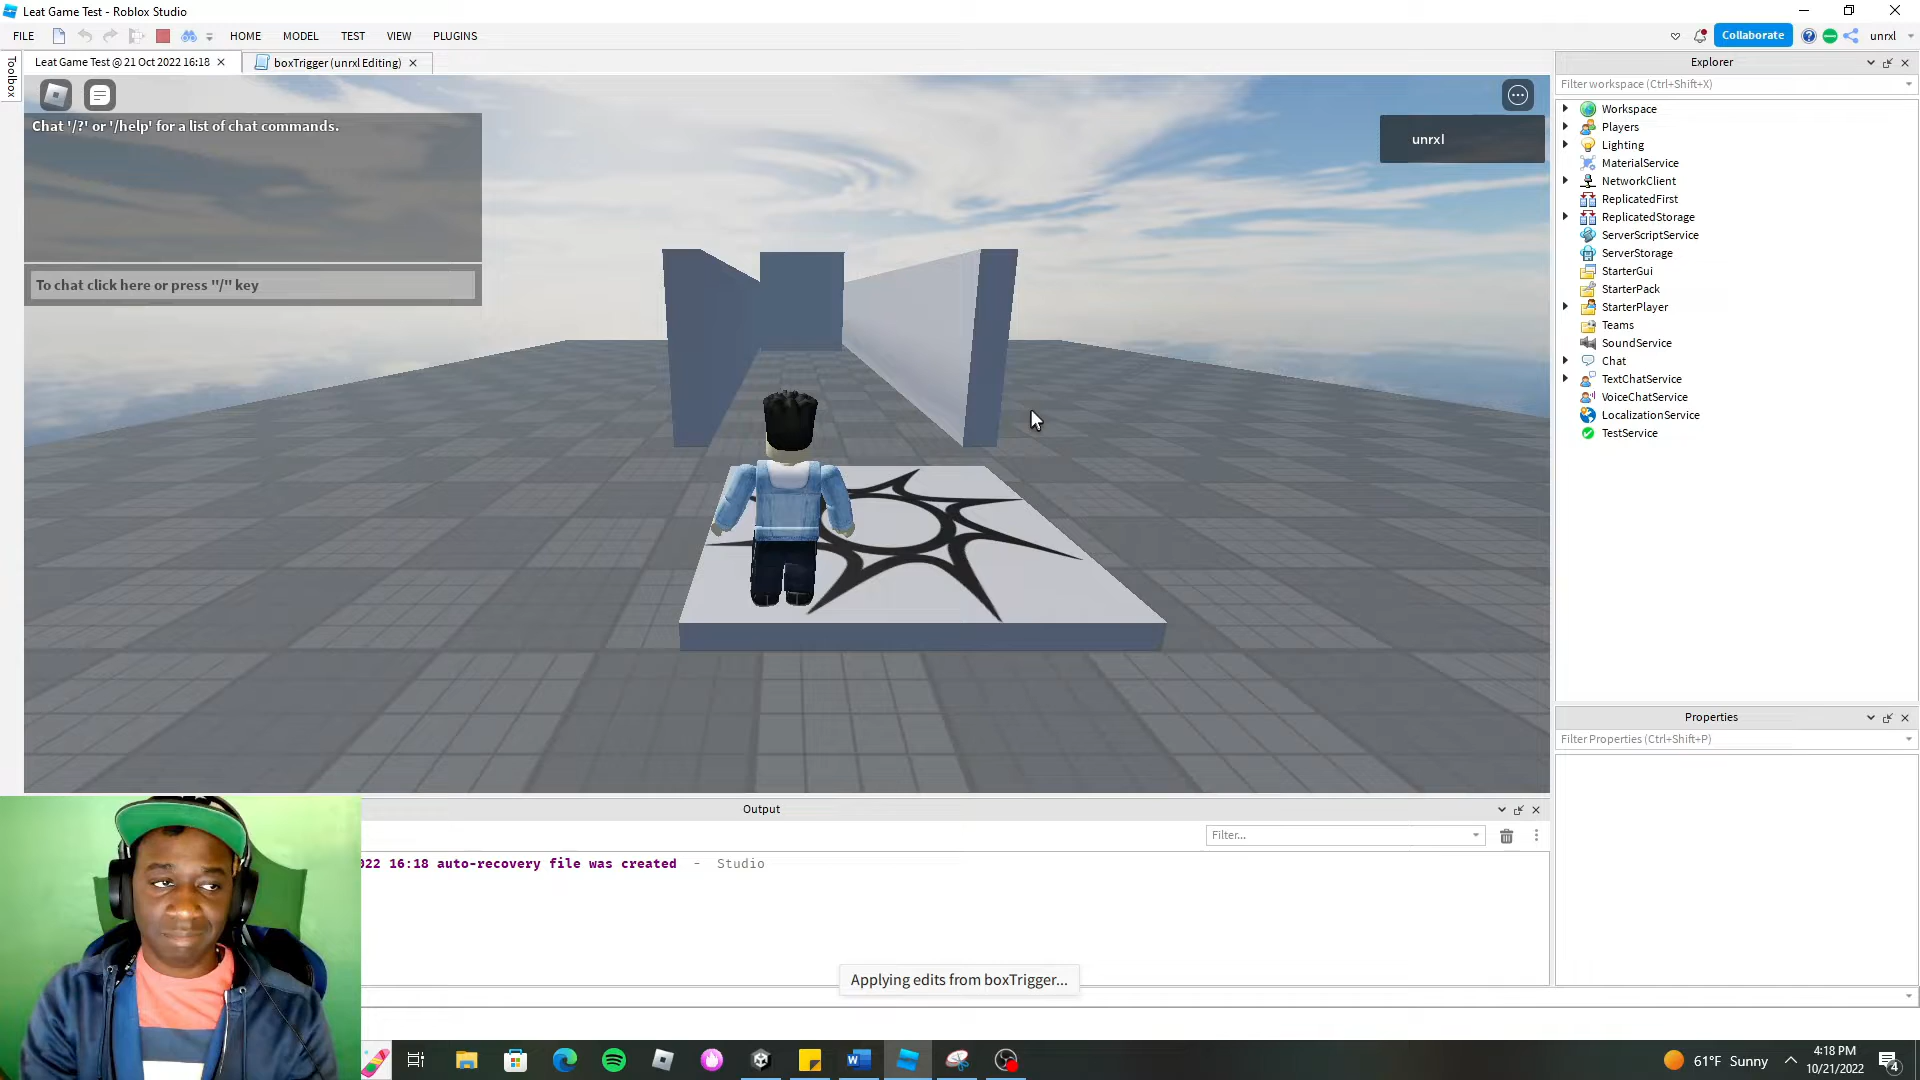 Leat Game Test - Roblox Studio
FILE HOME MODEL TEST VIEW PLUGINS Collaborate unrxl
Toolbox
Leat Game Test @ 21 Oct 2022 16:18 boxTrigger (unrxl Editing)
Chat '/?' or '/help' for a list of chat commands.
To chat click here or press "/" key
unrxl
Explorer
Filter workspace (Ctrl+Shift+X)
Workspace
Players
Lighting
MaterialService
NetworkClient
ReplicatedFirst
ReplicatedStorage
ServerScriptService
ServerStorage
StarterGui
StarterPack
StarterPlayer
Teams
SoundService
Chat
TextChatService
VoiceChatService
LocalizationService
TestService
Properties
Filter Properties (Ctrl+Shift+P)
Output
Filter...
022 16:18 auto-recovery file was created - Studio
Applying edits from boxTrigger...
61°F Sunny
4:18 PM
10/21/2022
4